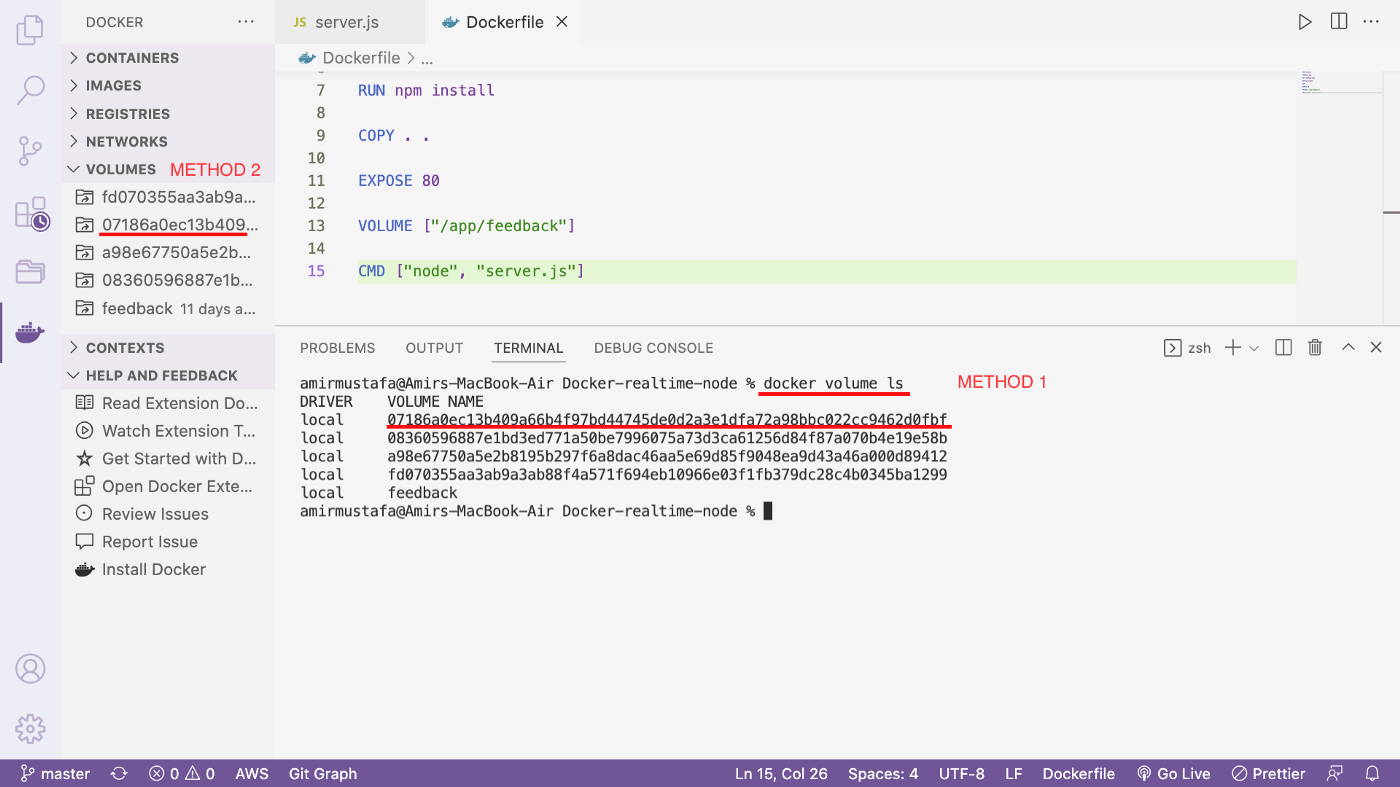 DOCKER
···
JS server.js
Dockerfile
CONTAINERS
IMAGES
REGISTRIES
NETWORKS
VOLUMES METHOD 2
fd070355aa3ab9a...
07186a0ec13b409...
a98e67750a5e2b...
08360596887e1b...
feedback 11 days a...
CONTEXTS
HELP AND FEEDBACK
Read Extension Do...
Watch Extension T...
Get Started with D...
Open Docker Exte...
Review Issues
Report Issue
Install Docker
Dockerfile > ...
7 RUN npm install
8
9 COPY . .
10
11 EXPOSE 80
12
13 VOLUME ["/app/feedback"]
14
15 CMD ["node", "server.js"]
PROBLEMS OUTPUT TERMINAL DEBUG CONSOLE
zsh
amirmustafa@Amirs-MacBook-Air Docker-realtime-node % docker volume ls METHOD 1
DRIVER VOLUME NAME
local 07186a0ec13b409a66b4f97bd44745de0d2a3e1dfa72a98bbc022cc9462d0fbf
local 08360596887e1bd3ed771a50be7996075a73d3ca61256d84f87a070b4e19e58b
local a98e67750a5e2b8195b297f6a8dac46aa5e69d85f9048ea9d43a46a000d89412
local fd070355aa3ab9a3ab88f4a571f694eb10966e03f1fb379dc28c4b0345ba1299
local feedback
amirmustafa@Amirs-MacBook-Air Docker-realtime-node %
master 0 0 AWS Git Graph Ln 15, Col 26 Spaces: 4 UTF-8 LF Dockerfile Go Live Prettier